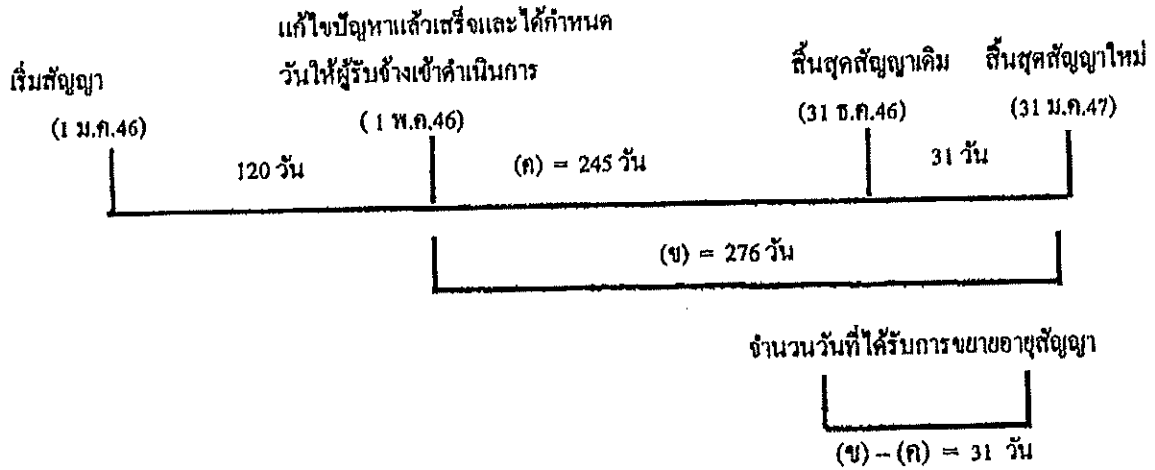 แก้ไขปัญหาแล้วเสร็จและได้กำหนด
วันให้ผู้รับจ้างเข้าดำเนินการ
เริ่มสัญญา
สิ้นสุดสัญญาเดิม
สิ้นสุดสัญญาใหม่
(1 ม.ค.46)
( 1 พ.ค.46)
(31 ธ.ค.46)
(31 ม.ค.47)
120 วัน
(ค) = 245 วัน
31 วัน
(ข) = 276 วัน
จำนวนวันที่ได้รับการขยายอายุสัญญา
(ข) – (ค) = 31 วัน